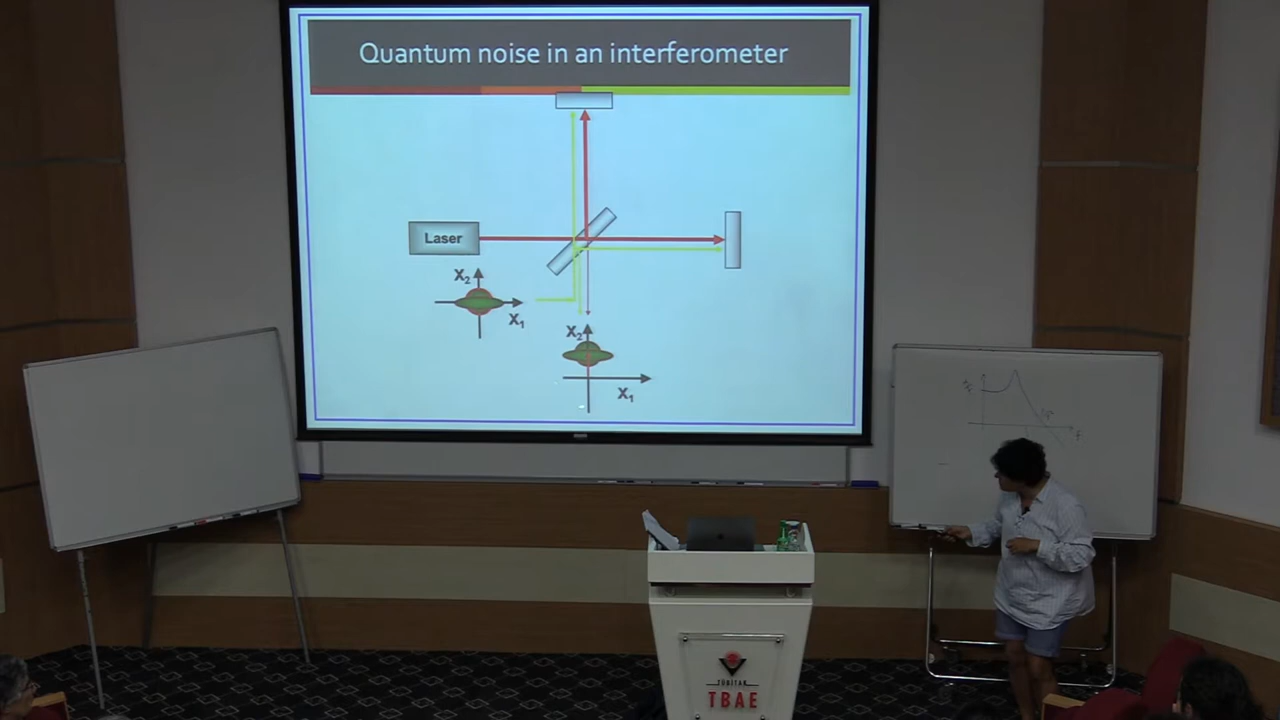 Quantum noise in an interferometer
Laser
X₂
X₁
X₂
X₁
f
TÜBİTAK
TBAE